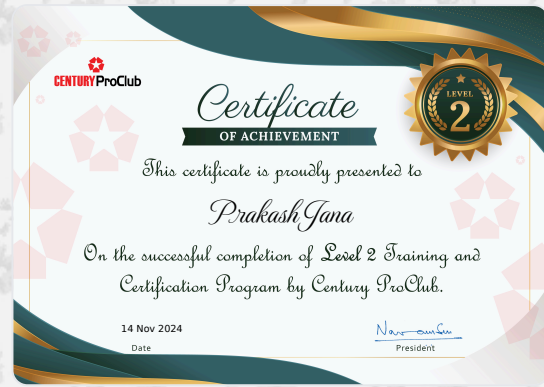 CENTURY ProClub
LEVEL
2
Certificate
OF ACHIEVEMENT
This certificate is proudly presented to
Prakash Jana
On the successful completion of Level 2 Training and
Certification Program by Century ProClub.
14 Nov 2024
Date
President